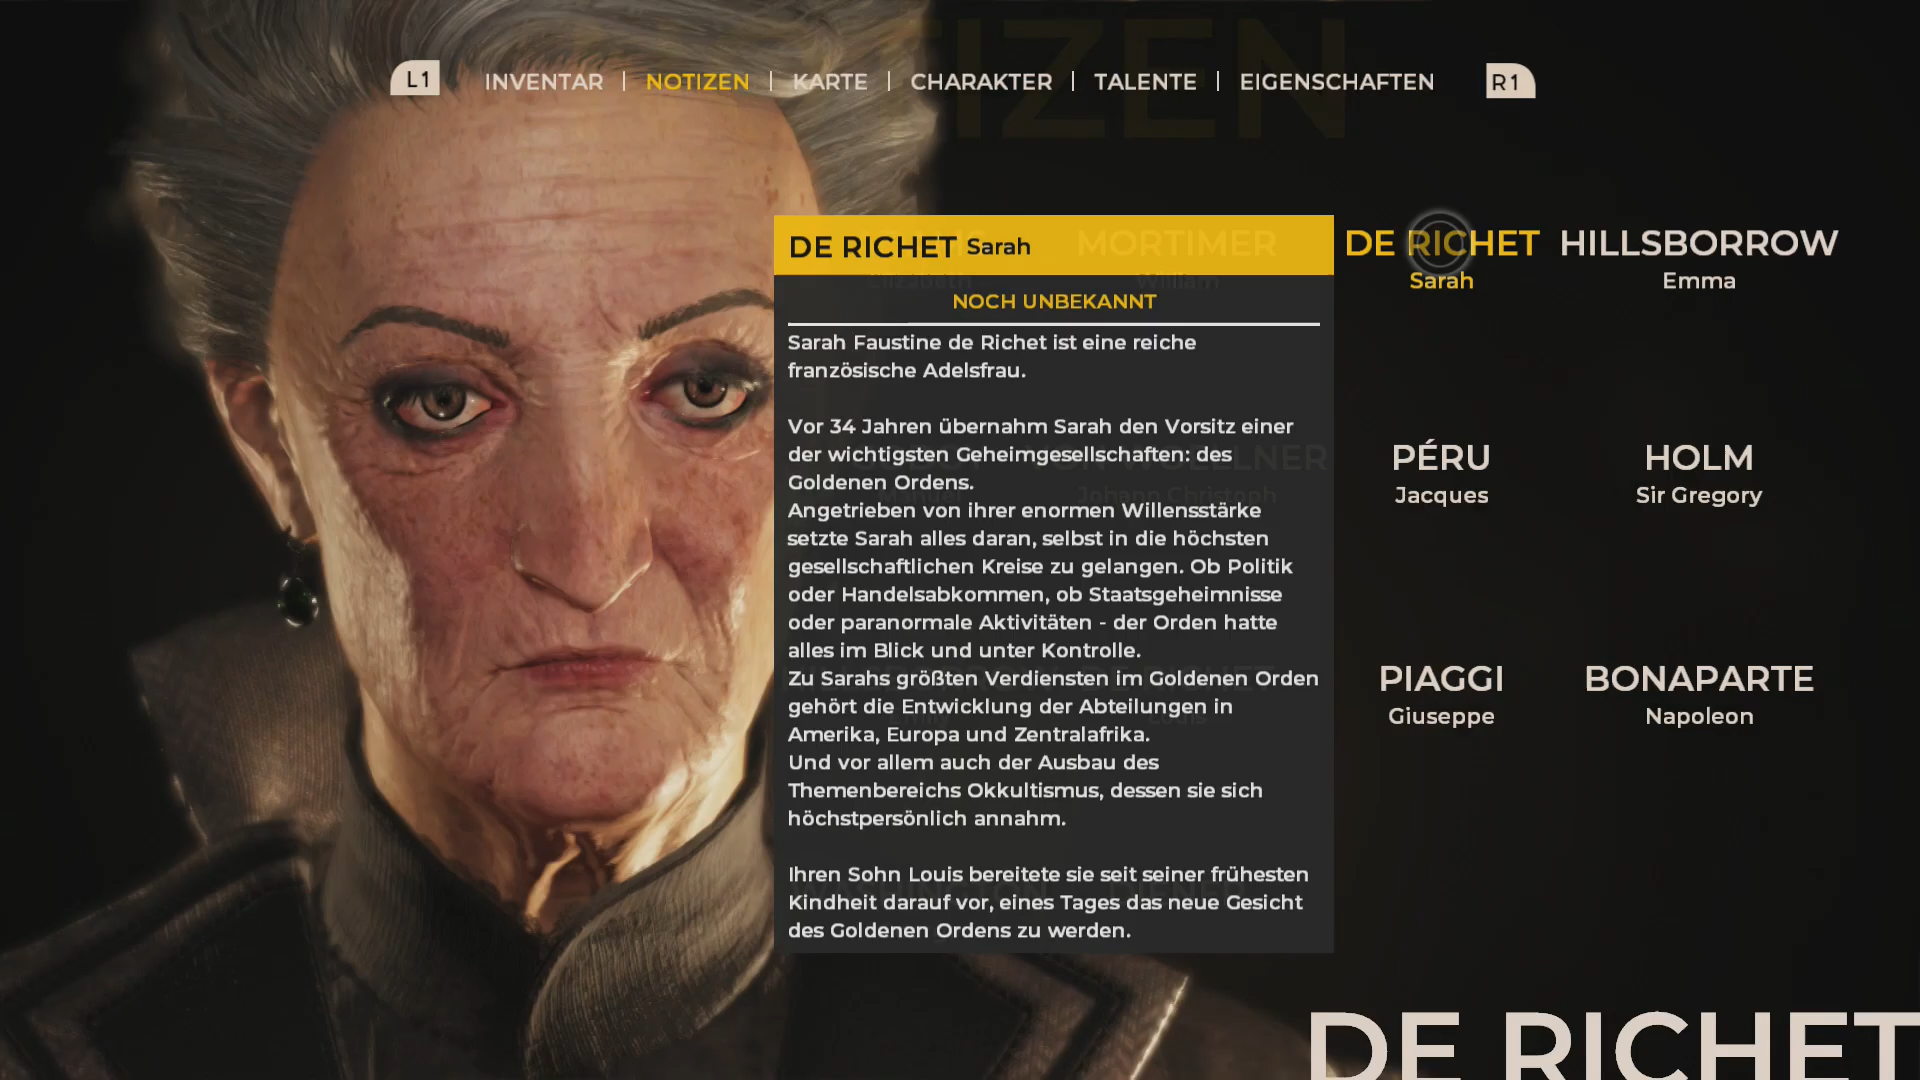 L1
INVENTAR | NOTIZEN | KARTE | CHARAKTER | TALENTE | EIGENSCHAFTEN
R1
TIZEN
DE RICHET Sarah
MORTIMER
Elizabeth
William
NOCH UNBEKANNT
Sarah Faustine de Richet ist eine reiche
französische Adelsfrau.
Vor 34 Jahren übernahm Sarah den Vorsitz einer
der wichtigsten Geheimgesellschaften: des
Goldenen Ordens.
Angetrieben von ihrer enormen Willensstärke
setzte Sarah alles daran, selbst in die höchsten
gesellschaftlichen Kreise zu gelangen. Ob Politik
oder Handelsabkommen, ob Staatsgeheimnisse
oder paranormale Aktivitäten - der Orden hatte
alles im Blick und unter Kontrolle.
Zu Sarahs größten Verdiensten im Goldenen Orden
gehört die Entwicklung der Abteilungen in
Amerika, Europa und Zentralafrika.
Und vor allem auch der Ausbau des
Themenbereichs Okkultismus, dessen sie sich
höchstpersönlich annahm.
Ihren Sohn Louis bereitete sie seit seiner frühesten
Kindheit darauf vor, eines Tages das neue Gesicht
des Goldenen Ordens zu werden.
DE RICHET
Sarah
HILLSBORROW
Emma
PÉRU
Jacques
HOLM
Sir Gregory
PIAGGI
Giuseppe
BONAPARTE
Napoleon
DE RICHET